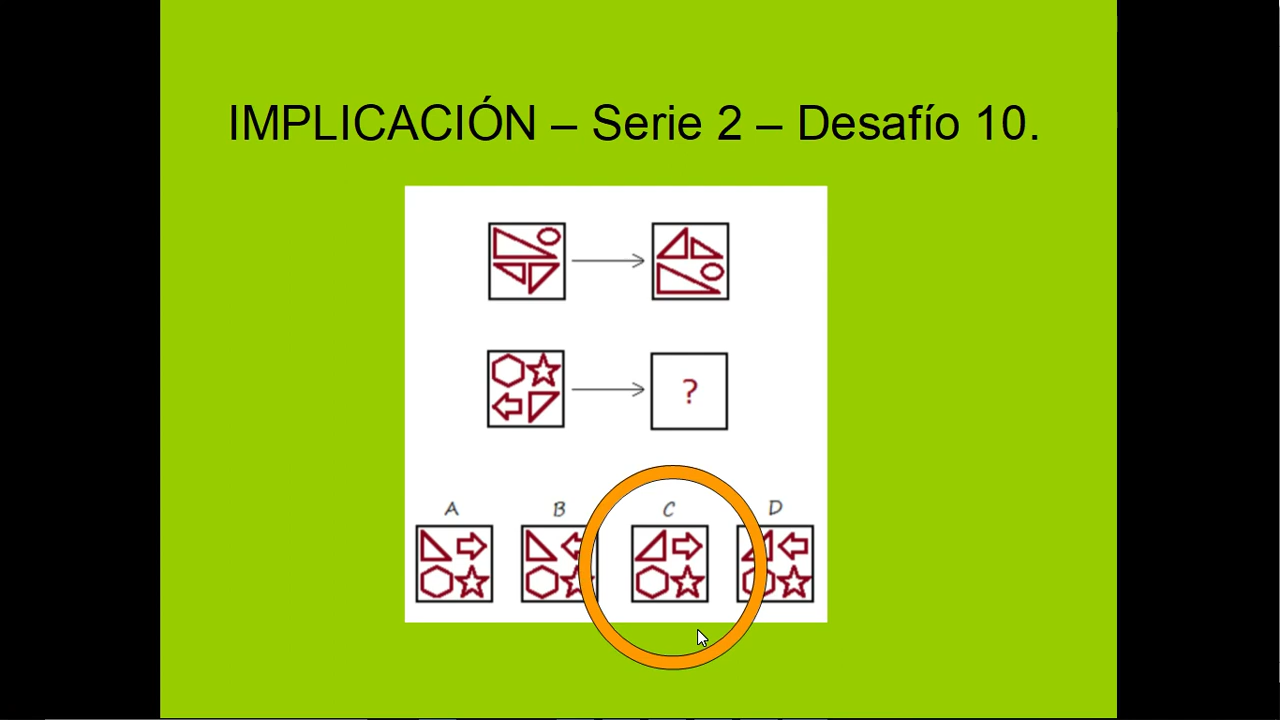 IMPLICACIÓN – Serie 2 – Desafío 10.
?
A B C D